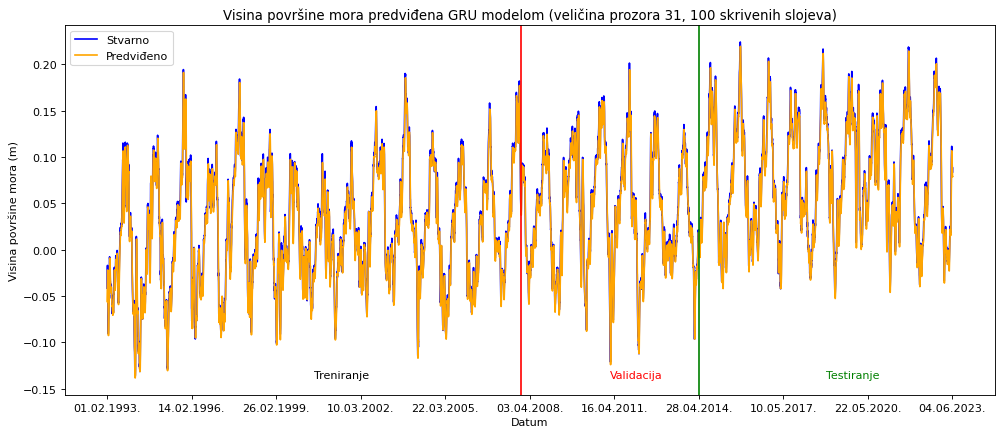 Visina površine mora predviđena GRU modelom (veličina prozora 31, 100 skrivenih slojeva)
Stvarno
Predviđeno
0.20
0.15
0.10
0.05
0.00
−0.05
−0.10
−0.15
Visina površine mora (m)
Treniranje
Validacija
Testiranje
01.02.1993.
14.02.1996.
26.02.1999.
10.03.2002.
22.03.2005.
03.04.2008.
16.04.2011.
28.04.2014.
10.05.2017.
22.05.2020.
04.06.2023.
Datum